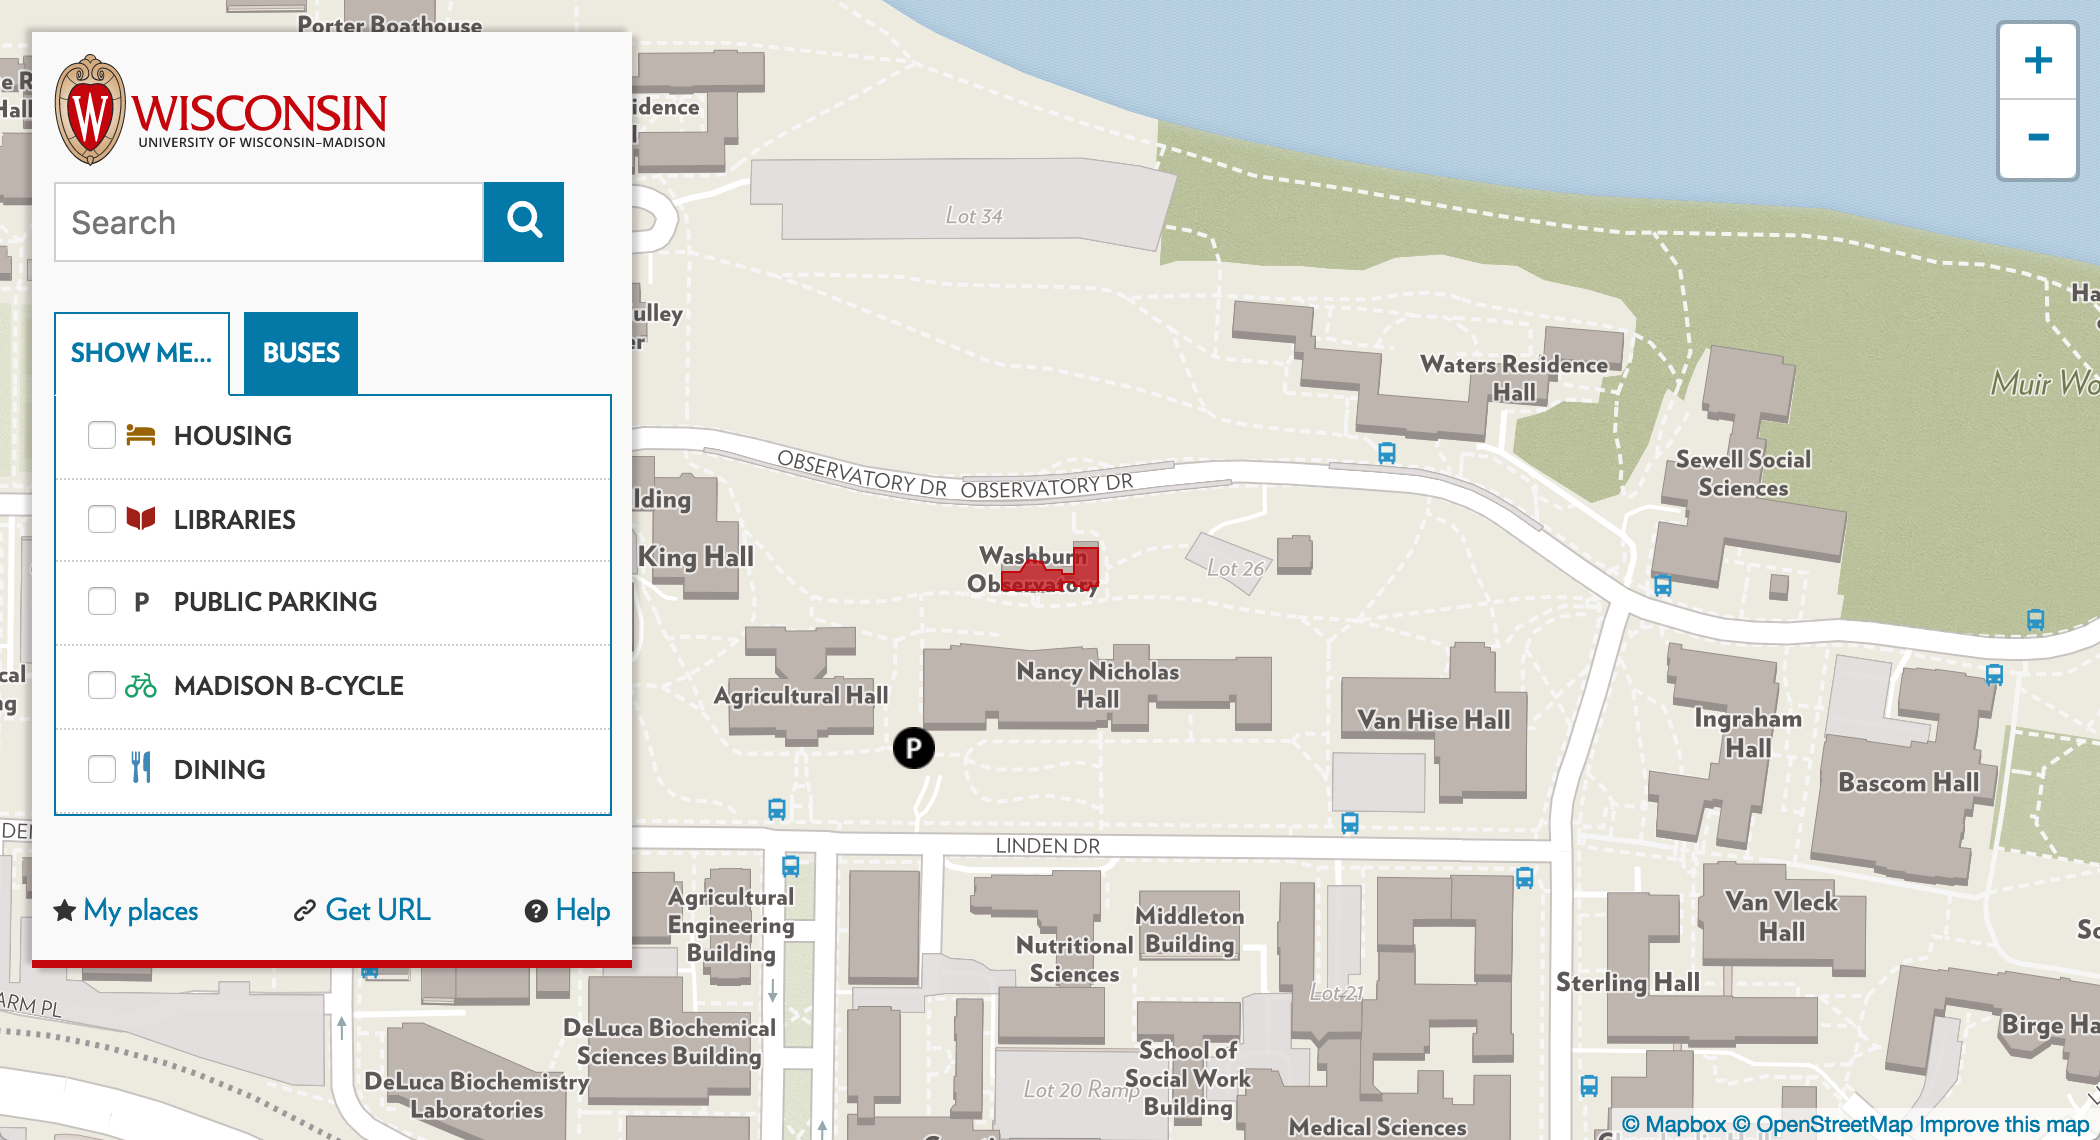 Porter Boathouse
WISCONSIN
UNIVERSITY OF WISCONSIN–MADISON
Search
SHOW ME...
BUSES
HOUSING
LIBRARIES
P
PUBLIC PARKING
MADISON B-CYCLE
DINING
My places
Get URL
? Help
+
-
idence
Lot 34
ulley
er
Waters Residence
Hall
Muir Wo
Sewell Social
Sciences
OBSERVATORY DR
OBSERVATORY DR
lding
King Hall
Washburn
Observatory
Lot 26
Agricultural Hall
Nancy Nicholas
Hall
P
Van Hise Hall
Ingraham
Hall
Bascom Hall
LINDEN DR
Agricultural
Engineering
Building
Nutritional
Sciences
Middleton
Building
Lot 21
Van Vleck
Hall
Sterling Hall
Birge Ha
ARM PL
DeLuca Biochemical
Sciences Building
DeLuca Biochemistry
Laboratories
Lot 20 Ramp
School of
Social Work
Building
Medical Sciences
© Mapbox © OpenStreetMap Improve this map